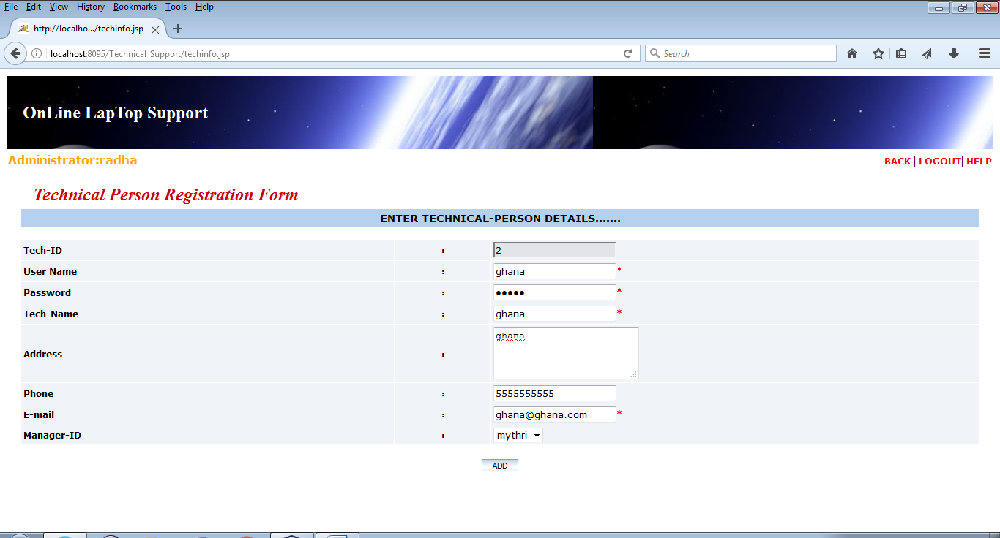 File Edit View History Bookmarks Tools Help
http://localho.../techinfo.jsp
localhost:8095/Technical_Support/techinfo.jsp
Search
OnLine LapTop Support
Administrator:radha
BACK | LOGOUT| HELP
Technical Person Registration Form
ENTER TECHNICAL-PERSON DETAILS.......
Tech-ID : 2
User Name : ghana *
Password : ●●●●● *
Tech-Name : ghana *
Address : ghana
Phone : 5555555555
E-mail : ghana@ghana.com *
Manager-ID : mythri
ADD